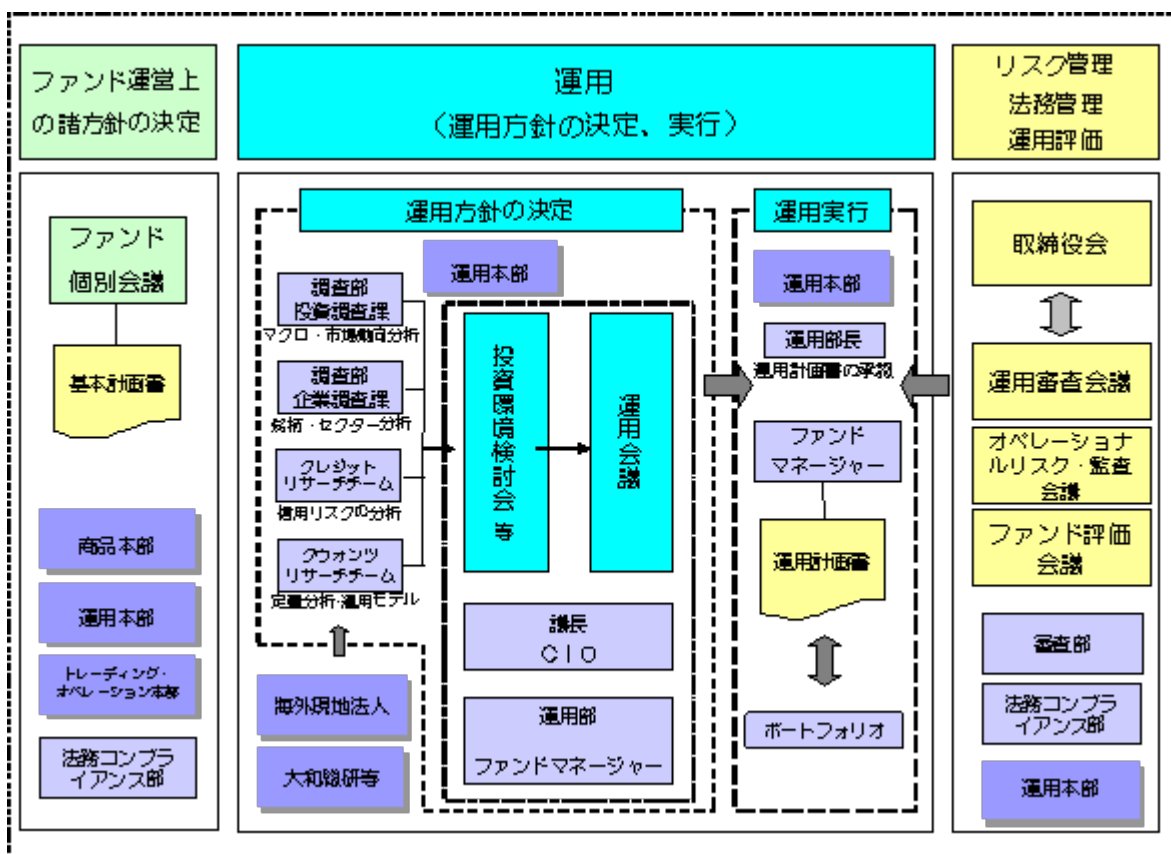 ファンド運営上
の諸方針の決定
運用
（運用方針の決定、実行）
リスク管理
法務管理
運用評価
ファンド
個別会議
基本計画書
商品本部
運用本部
トレーディング・
オペレーション本部
法務コンプラ
イアンス部
運用方針の決定
運用本部
調査部
投資調査課
マクロ・市場動向分析
調査部
企業調査課
銘柄・セクター分析
クレジット
リサーチチーム
信用リスクの分析
クウォンツ
リサーチチーム
定量分析・運用モデル
海外現地法人
大和総研等
投資環境検討会 等
運用会議
議長
ＣＩＯ
運用部
ファンドマネージャー
運用実行
運用本部
運用部長
運用計画書の承認
ファンド
マネージャー
運用計画書
ポートフォリオ
取締役会
運用審査会議
オペレーショナ
ルリスク・監査
会議
ファンド評価
会議
審査部
法務コンプラ
イアンス部
運用本部